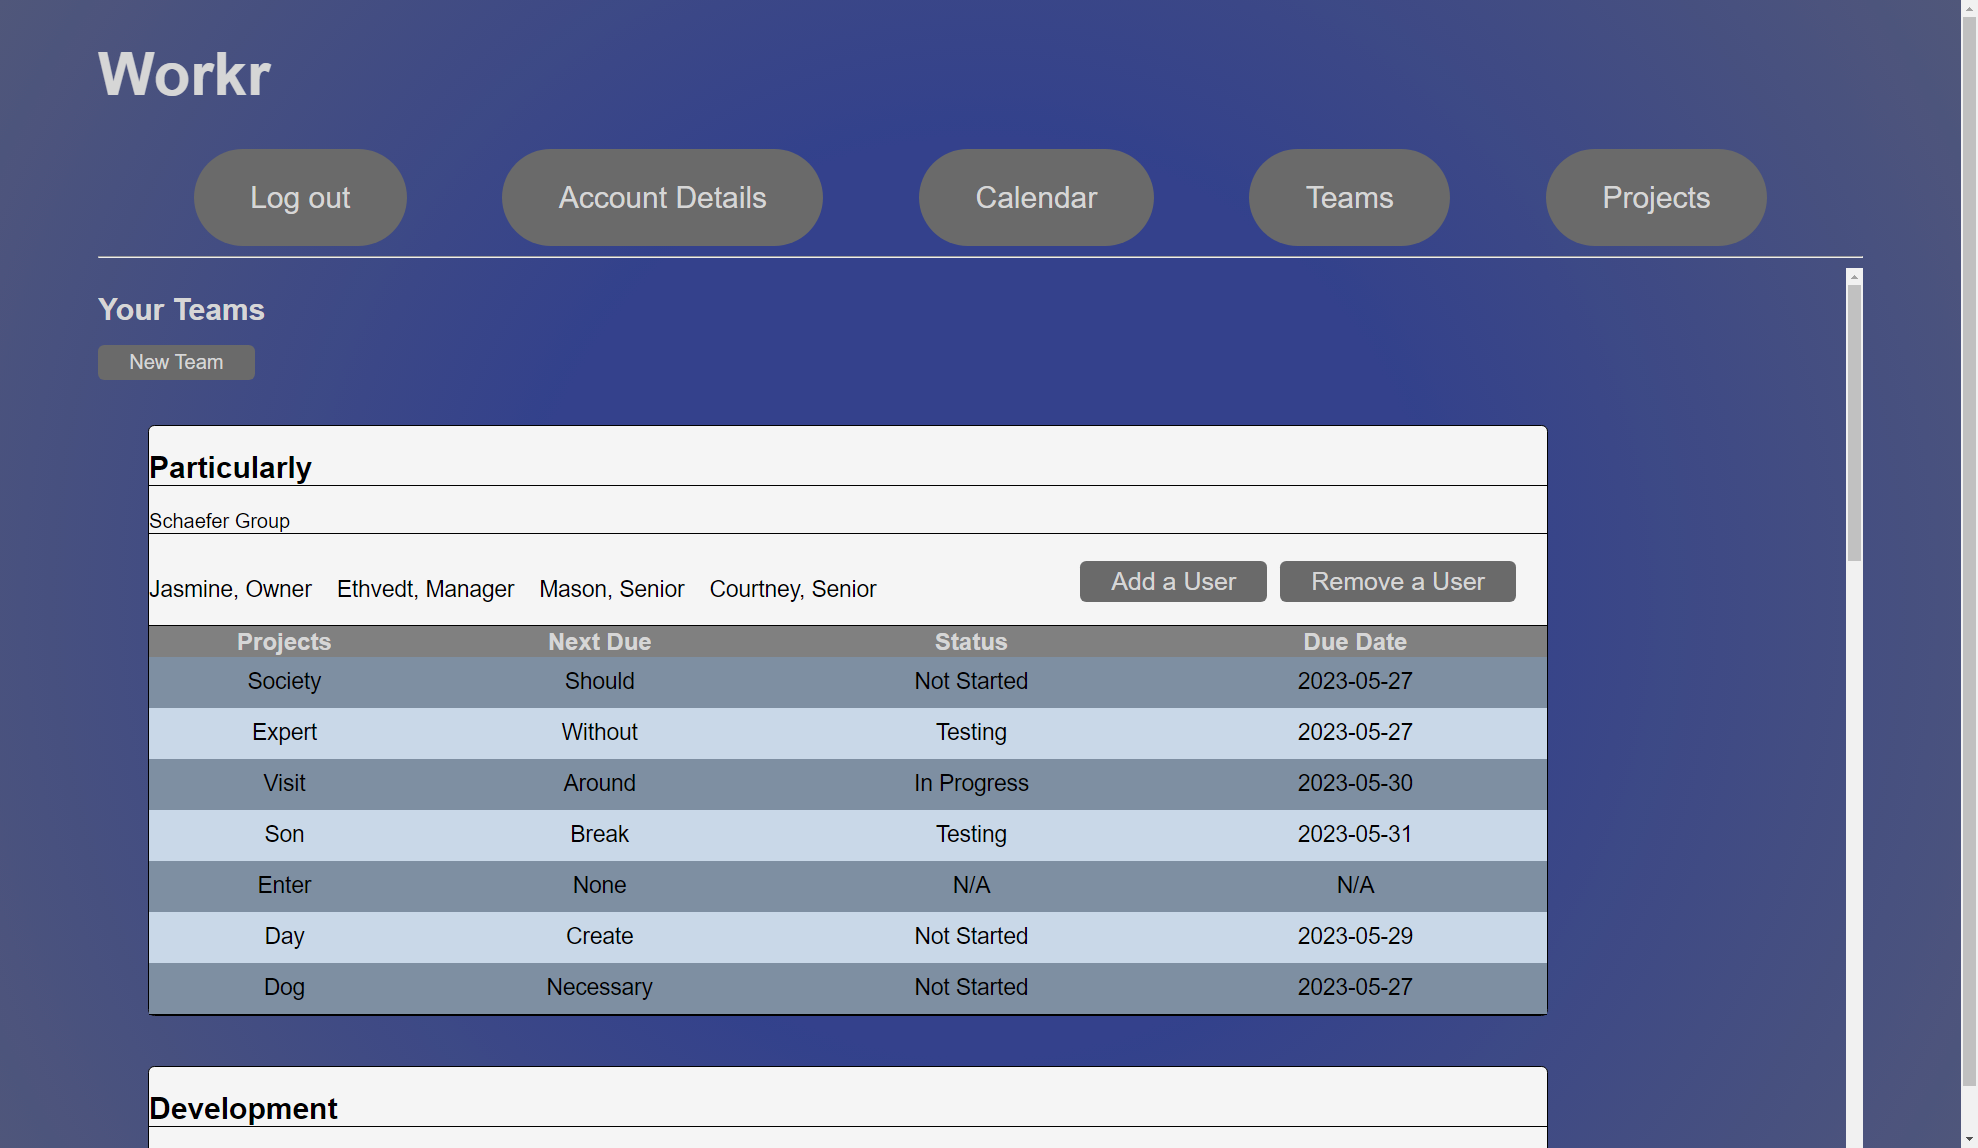 Workr
Log out Account Details Calendar Teams Projects
Your Teams
New Team
Particularly
Schaefer Group
Jasmine, Owner Ethvedt, Manager Mason, Senior Courtney, Senior Add a User Remove a User
Projects Next Due Status Due Date
Society Should Not Started 2023-05-27
Expert Without Testing 2023-05-27
Visit Around In Progress 2023-05-30
Son Break Testing 2023-05-31
Enter None N/A N/A
Day Create Not Started 2023-05-29
Dog Necessary Not Started 2023-05-27
Development